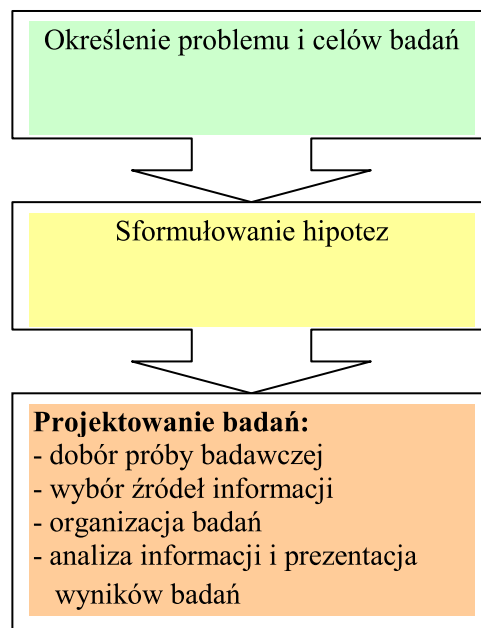 Określenie problemu i celów badań
Sformułowanie hipotez
Projektowanie badań:
- dobór próby badawczej
- wybór źródeł informacji
- organizacja badań
- analiza informacji i prezentacja
wyników badań